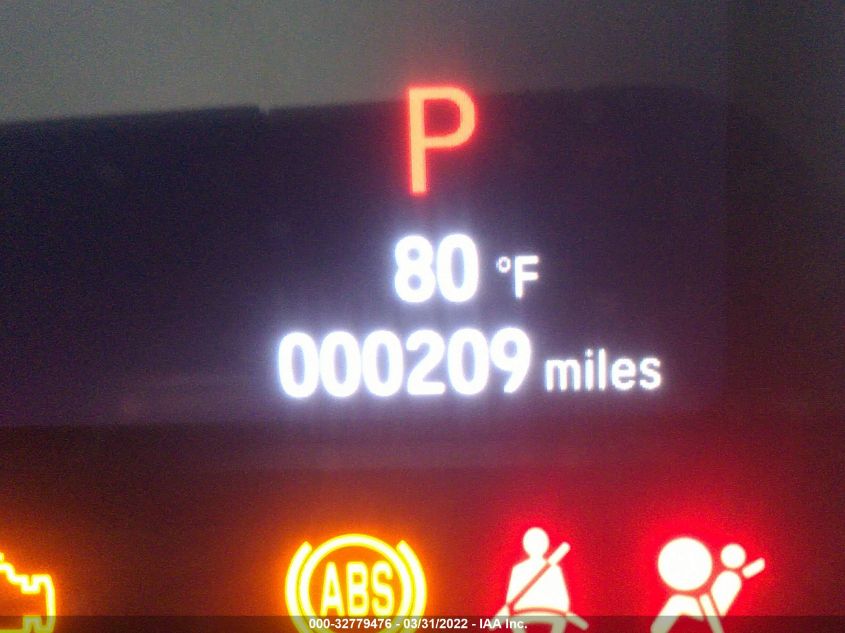 P
80 °F
000209 miles
ABS
000-32779476 - 03/31/2022 - IAA Inc.